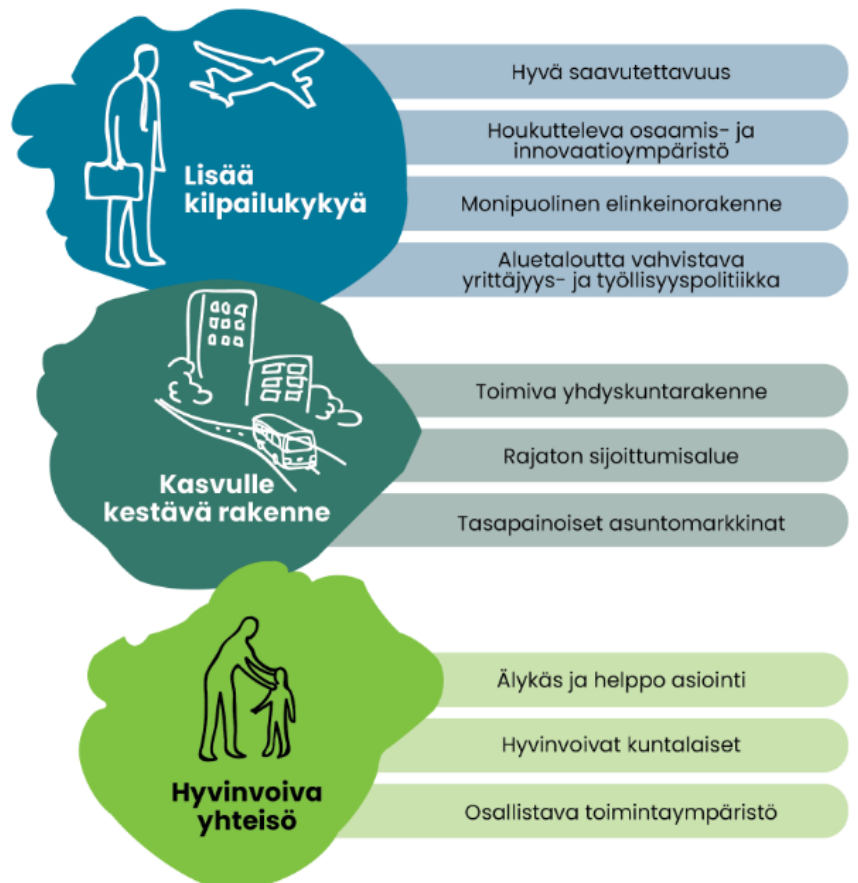 Lisää
kilpailukykyä
Hyvä saavutettavuus
Houkutteleva osaamis- ja
innovaatioympäristö
Monipuolinen elinkeinorakenne
Aluetaloutta vahvistava
yrittäjyys- ja työllisyyspolitiikka
Kasvulle
kestävä rakenne
Toimiva yhdyskuntarakenne
Rajaton sijoittumisalue
Tasapainoiset asuntomarkkinat
Hyvinvoiva
yhteisö
Älykäs ja helppo asiointi
Hyvinvoivat kuntalaiset
Osallistava toimintaympäristö